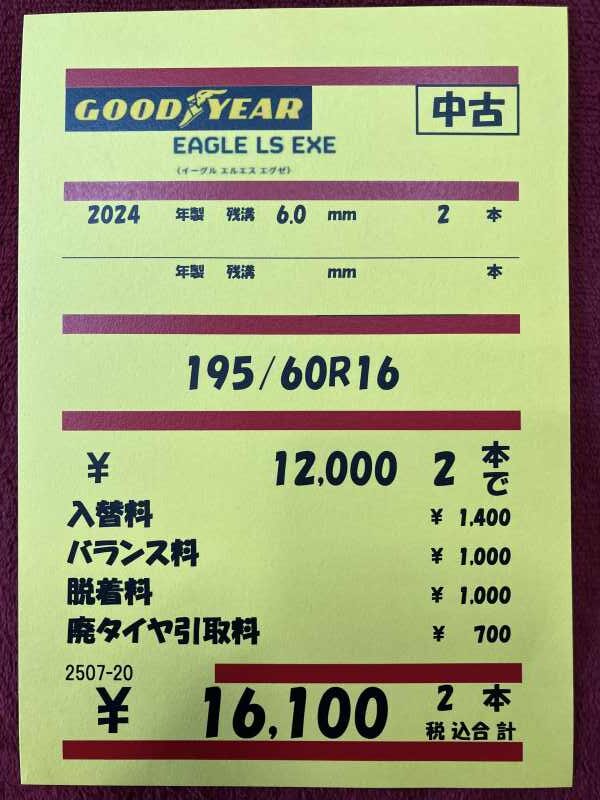 GOODYEAR 中古
EAGLE LS EXE
(イーグル エルエス エグゼ)
2024 年製 残溝 6.0 mm 2 本
年製 残溝 mm 本
195/60R16
¥ 12,000 2 本で
入替料 ¥ 1,400
バランス料 ¥ 1,000
脱着料 ¥ 1,000
廃タイヤ引取料 ¥ 700
2507-20
¥ 16,100 2 本
税込合計